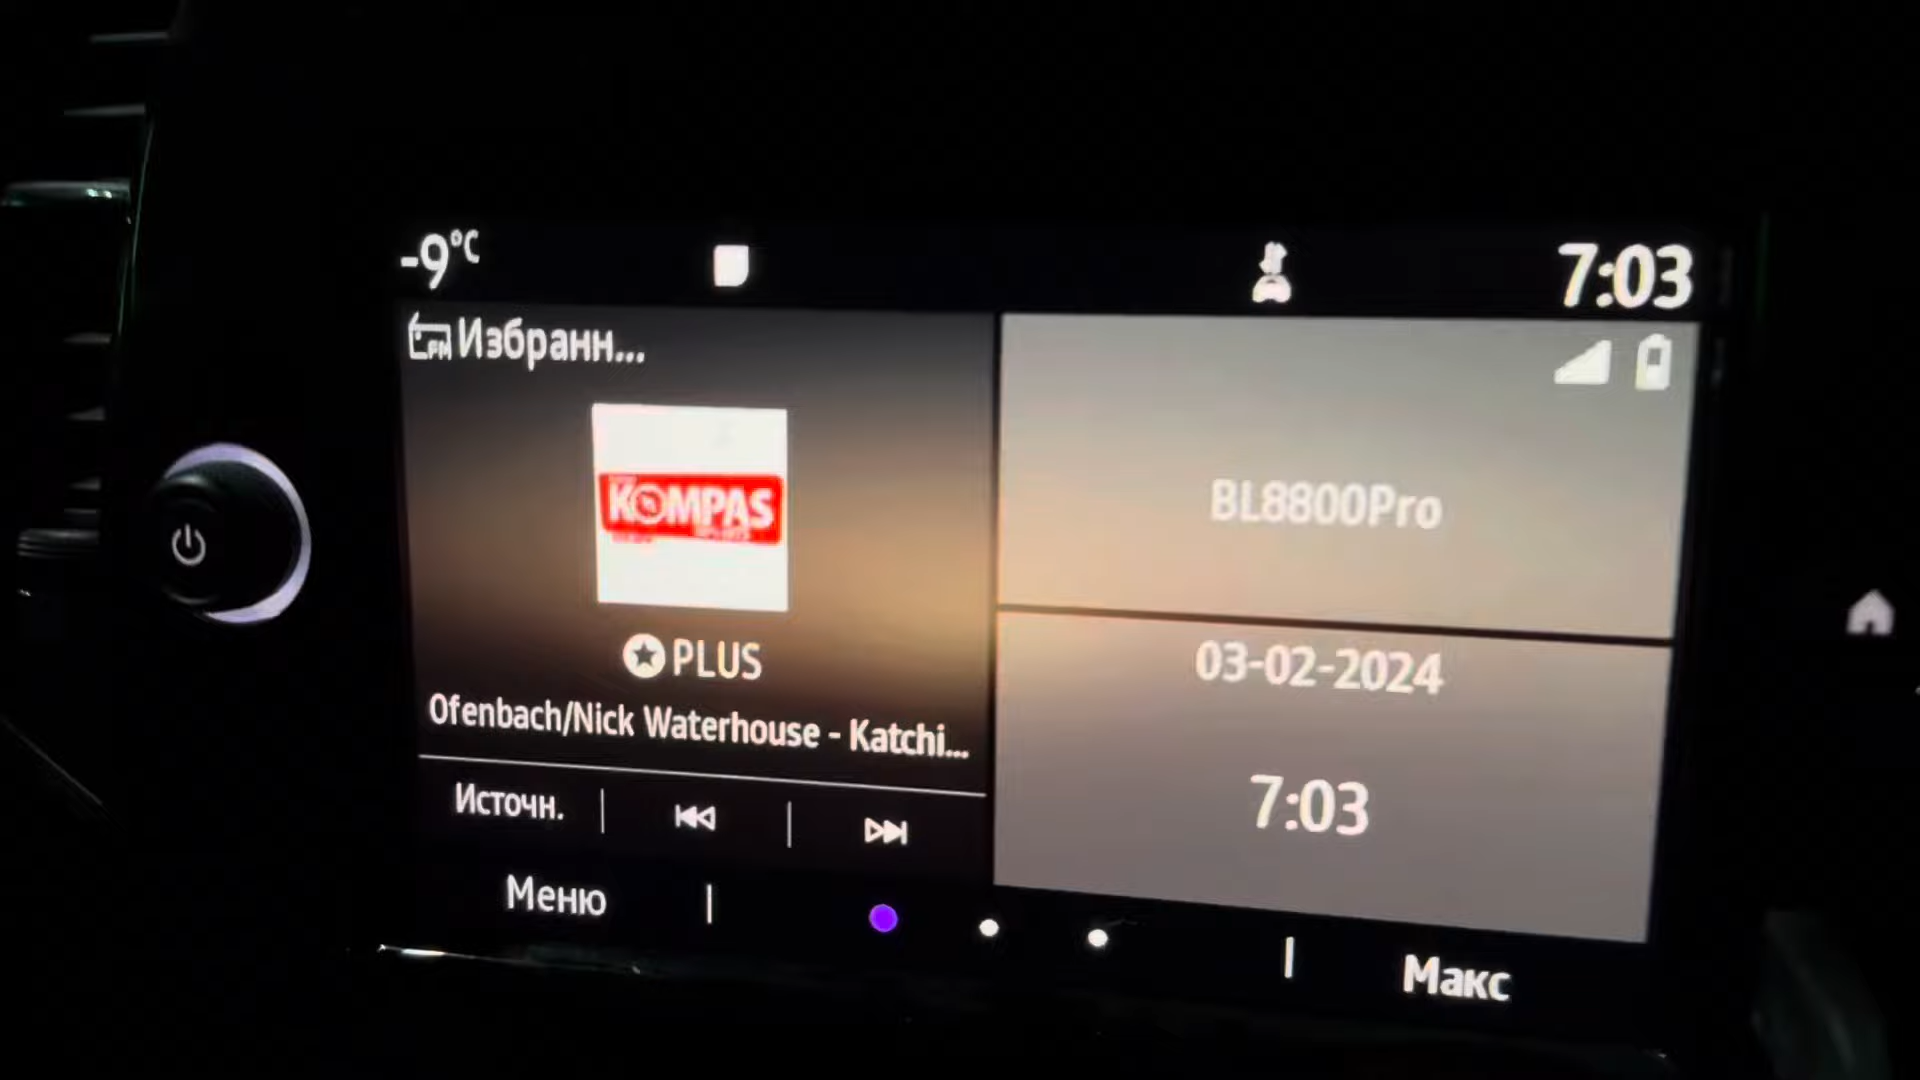 -9°C
7:03
FM Избранн...
KOMPAS
PLUS
Ofenbach/Nick Waterhouse - Katchi...
Источн.
Меню
BL8800Pro
03-02-2024
7:03
Макс